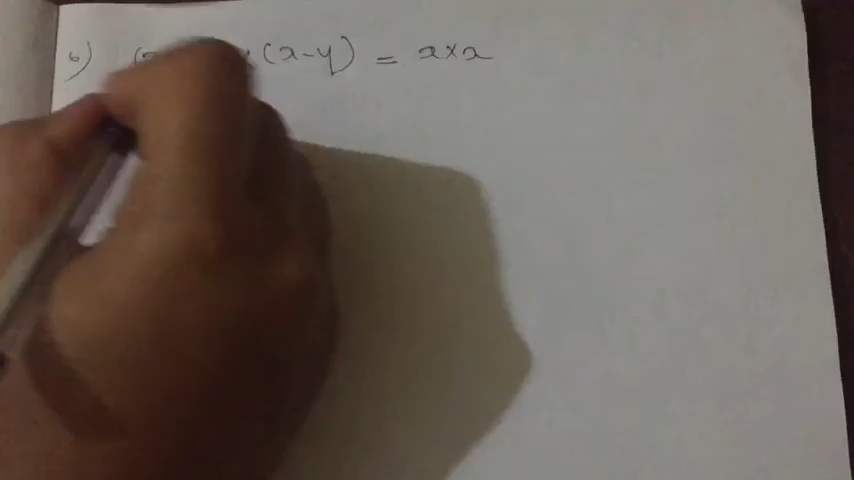 6) (x × (x-y) = x×x